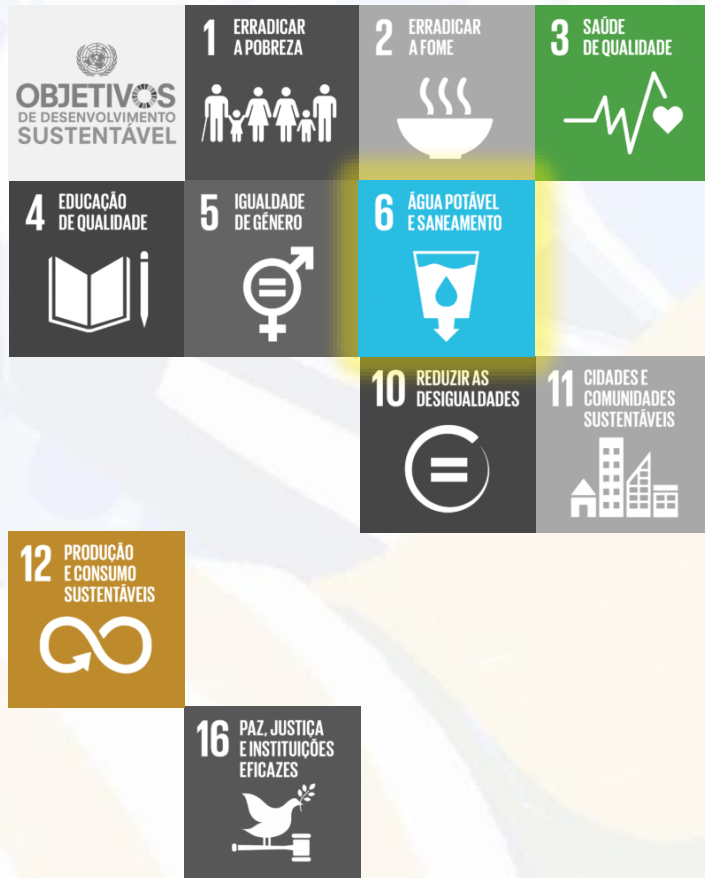 OBJETIVOS
DE DESENVOLVIMENTO
SUSTENTÁVEL
1 ERRADICAR
A POBREZA
2 ERRADICAR
A FOME
3 SAÚDE
DE QUALIDADE
4 EDUCAÇÃO
DE QUALIDADE
5 IGUALDADE
DE GÊNERO
6 ÁGUA POTÁVEL
E SANEAMENTO
10 REDUZIR AS
DESIGUALDADES
11 CIDADES E
COMUNIDADES
SUSTENTÁVEIS
12 PRODUÇÃO
E CONSUMO
SUSTENTÁVEIS
16 PAZ, JUSTIÇA
E INSTITUIÇÕES
EFICAZES